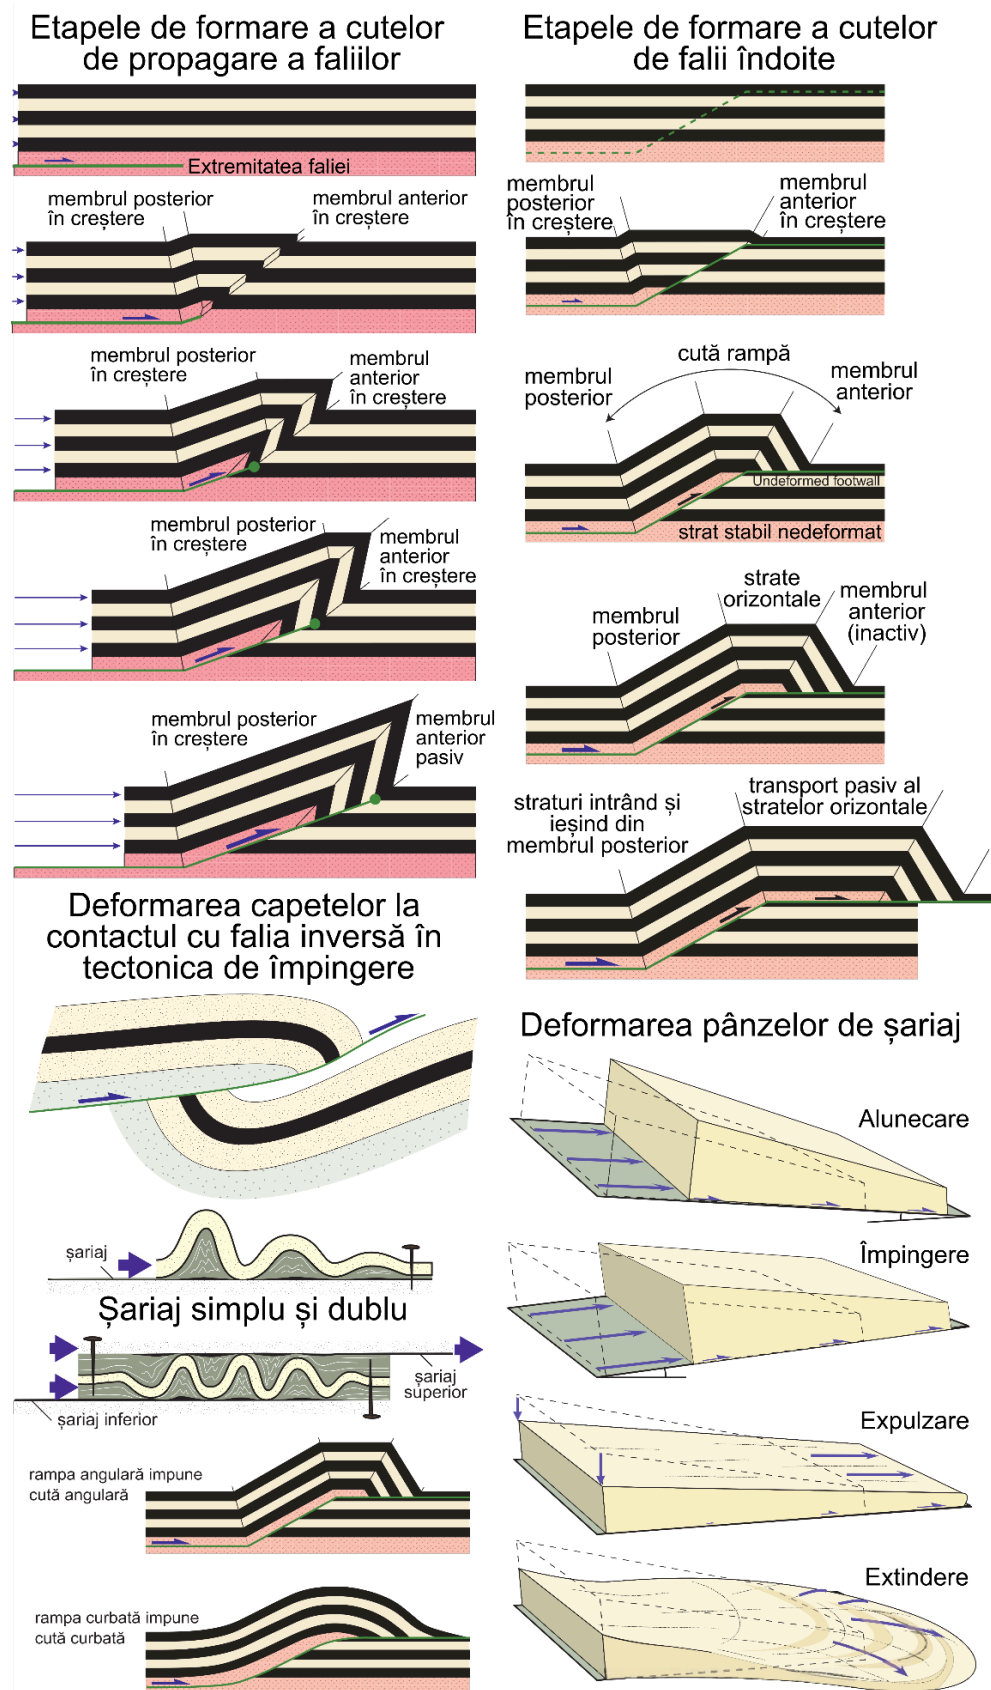 Etapele de formare a cutelor
de propagare a faliilor
Extremitatea faliei
membrul posterior
în creștere
membrul anterior
în creștere
membrul posterior
în creștere
membrul
anterior
în creștere
membrul posterior
în creștere
membrul
anterior
în creștere
membrul posterior
în creștere
membrul
anterior
pasiv
Deformarea capetelor la
contactul cu falia inversă în
tectonica de împingere
șariaj
Șariaj simplu și dublu
șariaj
superior
șariaj inferior
rampa angulară impune
cută angulară
rampa curbată impune
cută curbată
Etapele de formare a cutelor
de falii îndoite
membrul
posterior
în creștere
membrul
anterior
în creștere
cută rampă
membrul
posterior
membrul
anterior
Undeformed footwall
strat stabil nedeformat
strate
orizontale
membrul
posterior
membrul
anterior
(inactiv)
straturi intrând și
ieșind din
membrul posterior
transport pasiv al
stratelor orizontale
Deformarea pânzelor de șariaj
Alunecare
Împingere
Expulzare
Extindere